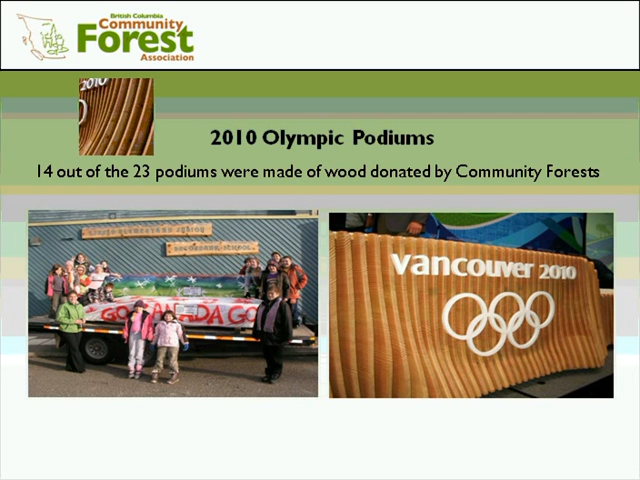 British Columbia
Community
Forest
Association
2010
2010 Olympic Podiums
14 out of the 23 podiums were made of wood donated by Community Forests
GO CANADA GO
vancouver 2010